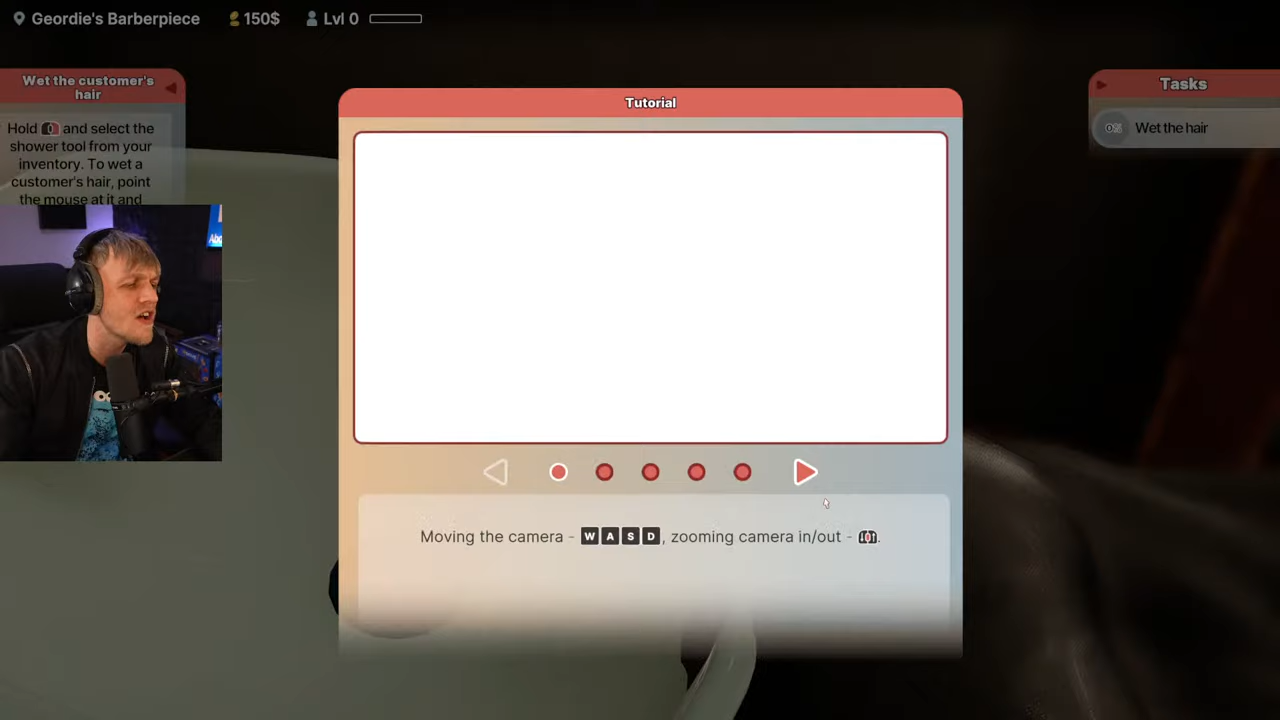 Geordie's Barberpiece 150$ Lvl 0
Wet the customer's
hair
Hold and select the
shower tool from your
inventory. To wet a
customer's hair, point
the mouse at it and
Tutorial
Moving the camera - W A S D, zooming camera in/out - .
Tasks
0% Wet the hair